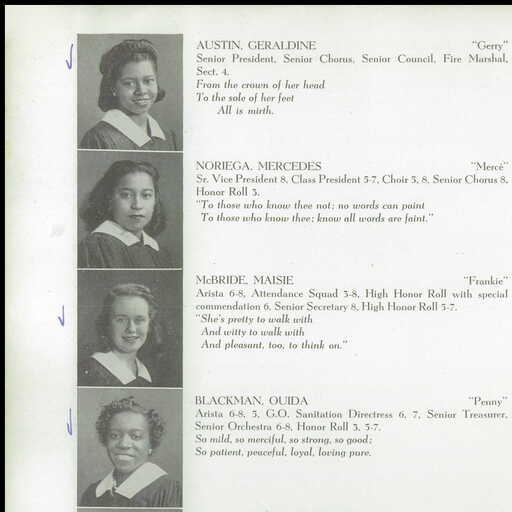 AUSTIN, GERALDINE "Gerry"
Senior President, Senior Chorus, Senior Council, Fire Marshal,
Sect. 4.
From the crown of her head
To the sole of her feet
All is mirth.
NORIEGA, MERCEDES "Mercé"
Sr. Vice President 8, Class President 5-7, Choir 5, 8, Senior Chorus 8,
Honor Roll 3.
"To those who know thee not; no words can paint
To those who know thee; know all words are faint."
McBRIDE, MAISIE "Frankie"
Arista 6-8, Attendance Squad 3-8, High Honor Roll with special
commendation 6, Senior Secretary 8, High Honor Roll 5-7.
"She's pretty to walk with
And witty to walk with
And pleasant, too, to think on."
BLACKMAN, OUIDA "Penny"
Arista 6-8, 5, G.O. Sanitation Directress 6, 7, Senior Treasurer,
Senior Orchestra 6-8, Honor Roll 3, 5-7.
So mild, so merciful, so strong, so good;
So patient, peaceful, loyal, loving pure.